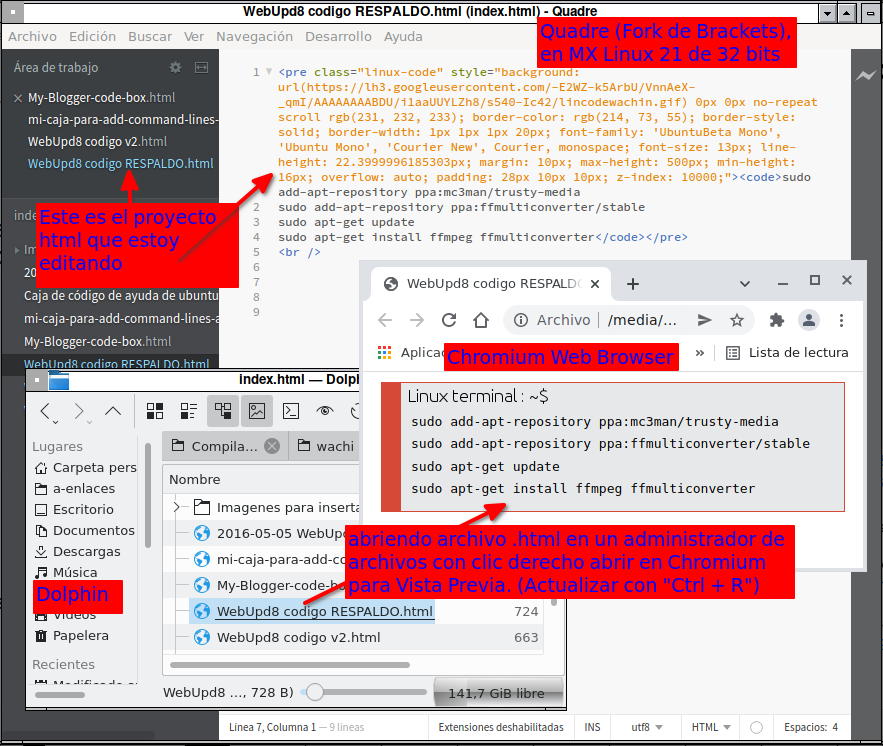 WebUpd8 codigo RESPALDO.html (index.html) - Quadre
Archivo Edición Buscar Ver Navegación Desarrollo Ayuda
Quadre (Fork de Brackets),
en MX Linux 21 de 32 bits
Área de trabajo
My-Blogger-code-box.html
mi-caja-para-add-command-lines-
WebUpd8 codigo v2.html
WebUpd8 codigo RESPALDO.html
Este es el proyecto
html que estoy
editando
Caja de código de ayuda de ubuntu
mi-caja-para-add-command-lines-a
My-Blogger-code-box.html
WebUpd8 codigo RESPALDO.html
1 <pre class="linux-code" style="background:
url(https://lh3.googleusercontent.com/-E2WZ-k5ArbU/VnnAeX-
_qmI/AAAAAAAABDU/i1aaUUYLZh8/s540-Ic42/lincodewachin.gif) 0px 0px no-repeat
scroll rgb(231, 232, 233); border-color: rgb(214, 73, 55); border-style:
solid; border-width: 1px 1px 1px 20px; font-family: 'UbuntuBeta Mono',
'Ubuntu Mono', 'Courier New', Courier, monospace; font-size: 13px; line-
height: 22.3999996185303px; margin: 10px; max-height: 500px; min-height:
16px; overflow: auto; padding: 28px 10px 10px; z-index: 10000;"><code>sudo
add-apt-repository ppa:mc3man/trusty-media
2 sudo add-apt-repository ppa:ffmulticonverter/stable
3 sudo apt-get update
4 sudo apt-get install ffmpeg ffmulticonverter</code></pre>
5 <br />
6
7
8
9
WebUpd8 codigo RESPALDO
Archivo | /media/...
Chromium Web Browser
» Lista de lectura
Linux terminal : ~$
sudo add-apt-repository ppa:mc3man/trusty-media
sudo add-apt-repository ppa:ffmulticonverter/stable
sudo apt-get update
sudo apt-get install ffmpeg ffmulticonverter
abriendo archivo .html en un administrador de
archivos con clic derecho abrir en Chromium
para Vista Previa. (Actualizar con "Ctrl + R")
index.html — Dolph
Lugares
Carpeta pers
a-enlaces
Escritorio
Documentos
Descargas
Música
Dolphin
Vídeos
Papelera
Recientes
Compila... wachi
Nombre
Imagenes para inserta
2016-05-05 WebUpd
mi-caja-para-add-co
My-Blogger-code-bo
WebUpd8 codigo RESPALDO.html 724
WebUpd8 codigo v2.html 663
WebUpd8 ..., 728 B) 141,7 GiB libre
Línea 7, Columna 1 — 9 líneas Extensiones deshabilitadas INS utf8 HTML Espacios: 4